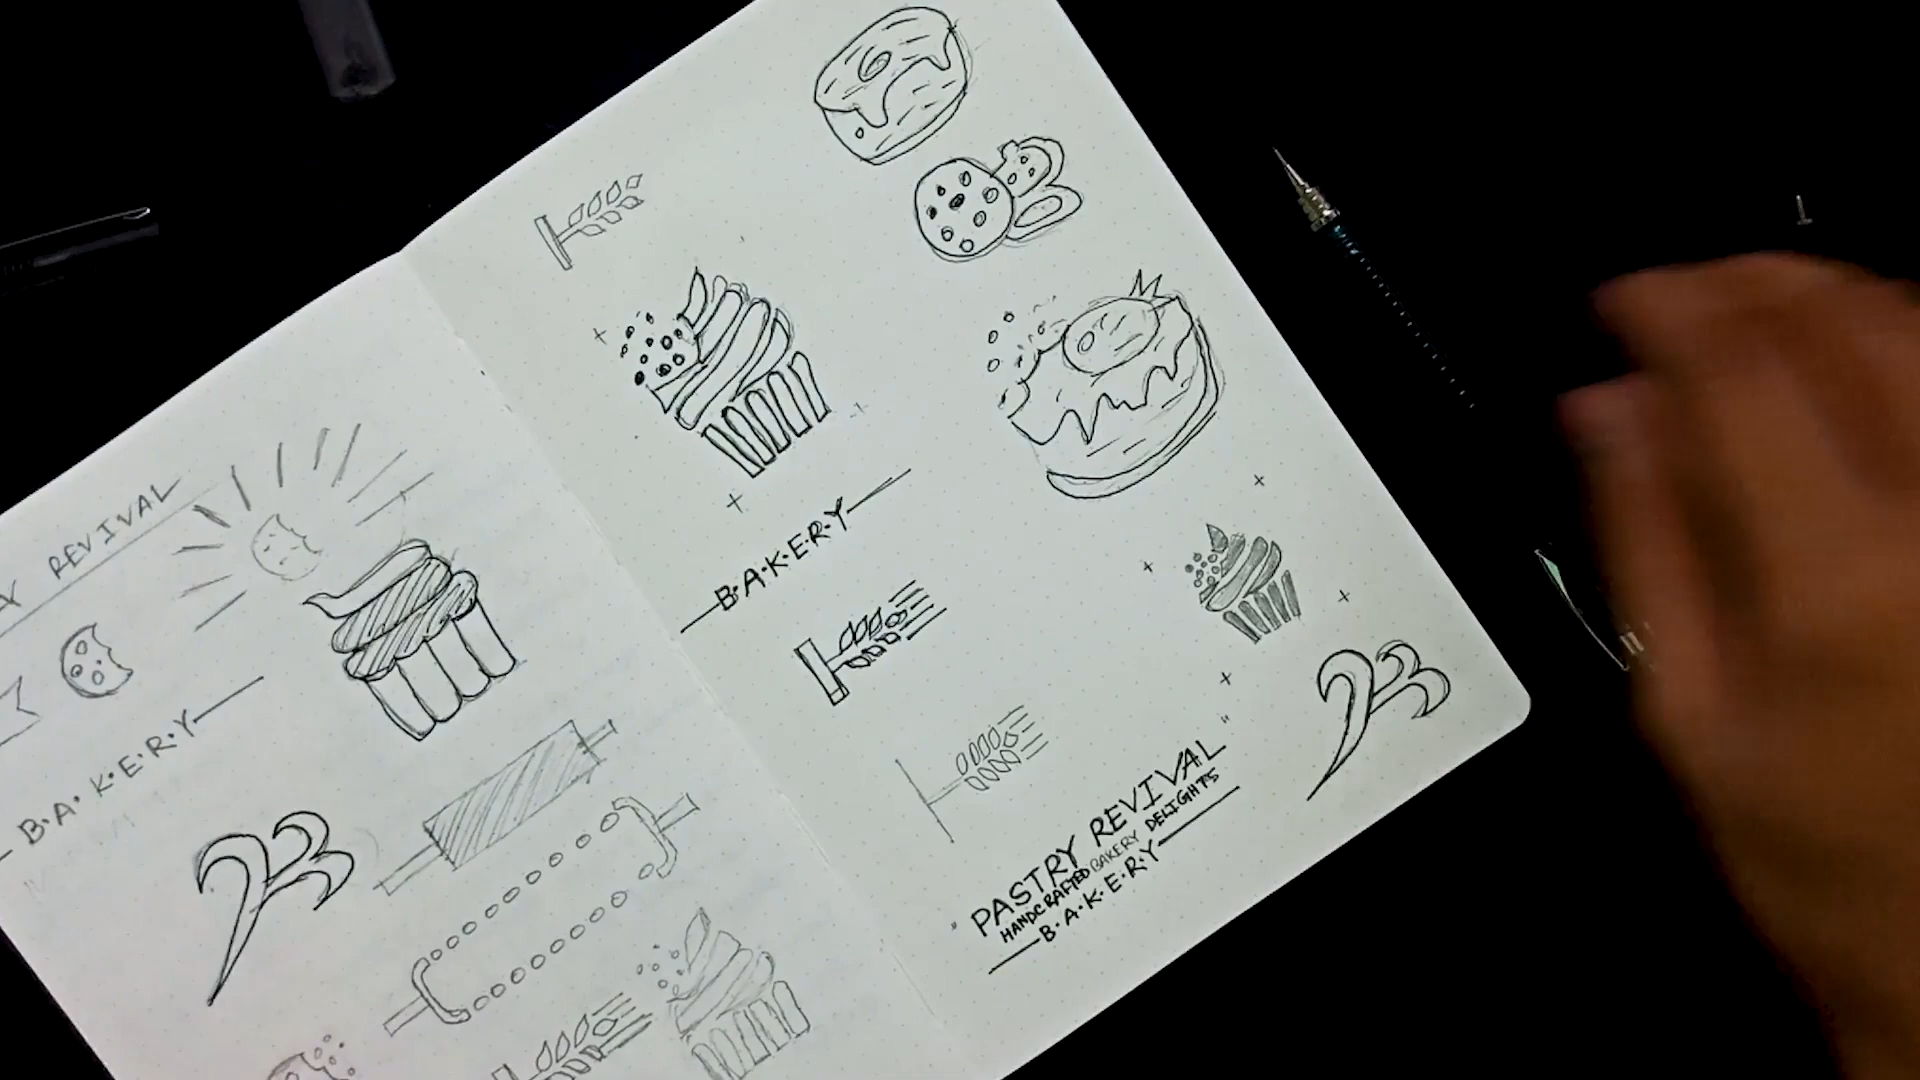 Y REVIVAL
B·A·K·E·R·Y
B·A·K·E·R·Y
"PASTRY REVIVAL"
HANDCRAFTED BAKERY DELIGHTS
B·A·K·E·R·Y